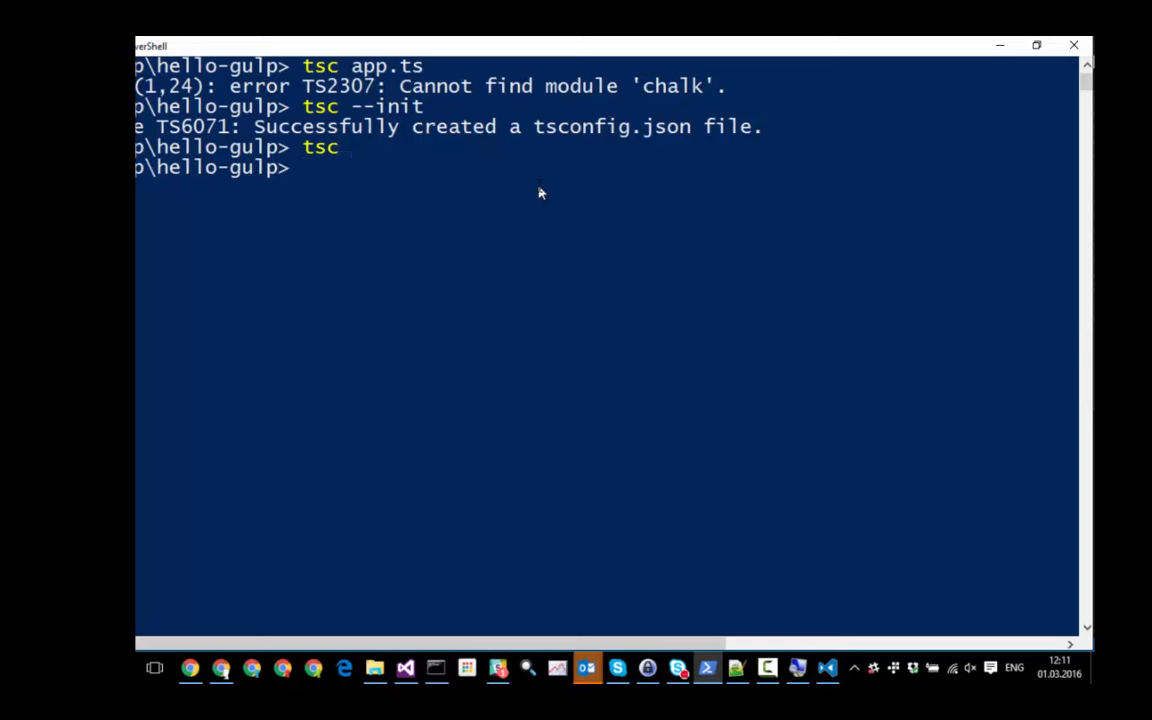 verShell
p\hello-gulp> tsc app.ts
(1,24): error TS2307: Cannot find module 'chalk'.
p\hello-gulp> tsc --init
e TS6071: Successfully created a tsconfig.json file.
p\hello-gulp> tsc
p\hello-gulp>
ENG
12:11
01.03.2016